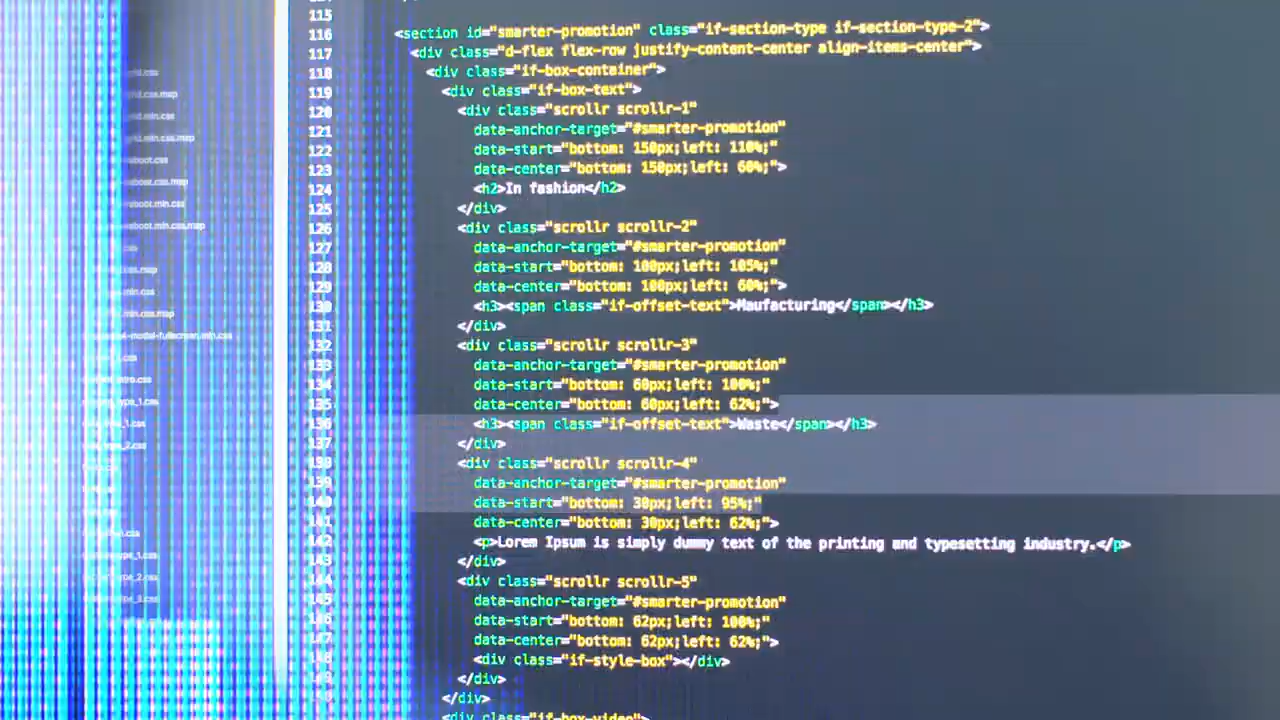 115
116 <section id="smarter-promotion" class="if-section-type if-section-type-2">
117 <div class="d-flex flex-row justify-content-center align-items-center">
118 <div class="if-box-container">
119 <div class="if-box-text">
120 <div class="scrollr scrollr-1"
121 data-anchor-target="#smarter-promotion"
122 data-start="bottom: 150px;left: 110%;"
123 data-center="bottom: 150px;left: 60%;">
124 <h2>In fashion</h2>
125 </div>
126 <div class="scrollr scrollr-2"
127 data-anchor-target="#smarter-promotion"
128 data-start="bottom: 100px;left: 105%;"
129 data-center="bottom: 100px;left: 60%;">
130 <h3><span class="if-offset-text">Maufacturing</span></h3>
131 </div>
132 <div class="scrollr scrollr-3"
133 data-anchor-target="#smarter-promotion"
134 data-start="bottom: 60px;left: 100%;"
135 data-center="bottom: 60px;left: 62%;">
136 <h3><span class="if-offset-text">Waste</span></h3>
137 </div>
138 <div class="scrollr scrollr-4"
139 data-anchor-target="#smarter-promotion"
140 data-start="bottom: 30px;left: 95%;"
141 data-center="bottom: 30px;left: 62%;">
142 <p>Lorem Ipsum is simply dummy text of the printing and typesetting industry.</p>
143 </div>
144 <div class="scrollr scrollr-5"
145 data-anchor-target="#smarter-promotion"
146 data-start="bottom: 62px;left: 100%;"
147 data-center="bottom: 62px;left: 62%;">
148 <div class="if-style-box"></div>
149 </div>
</div>
<div class="if-box-video">